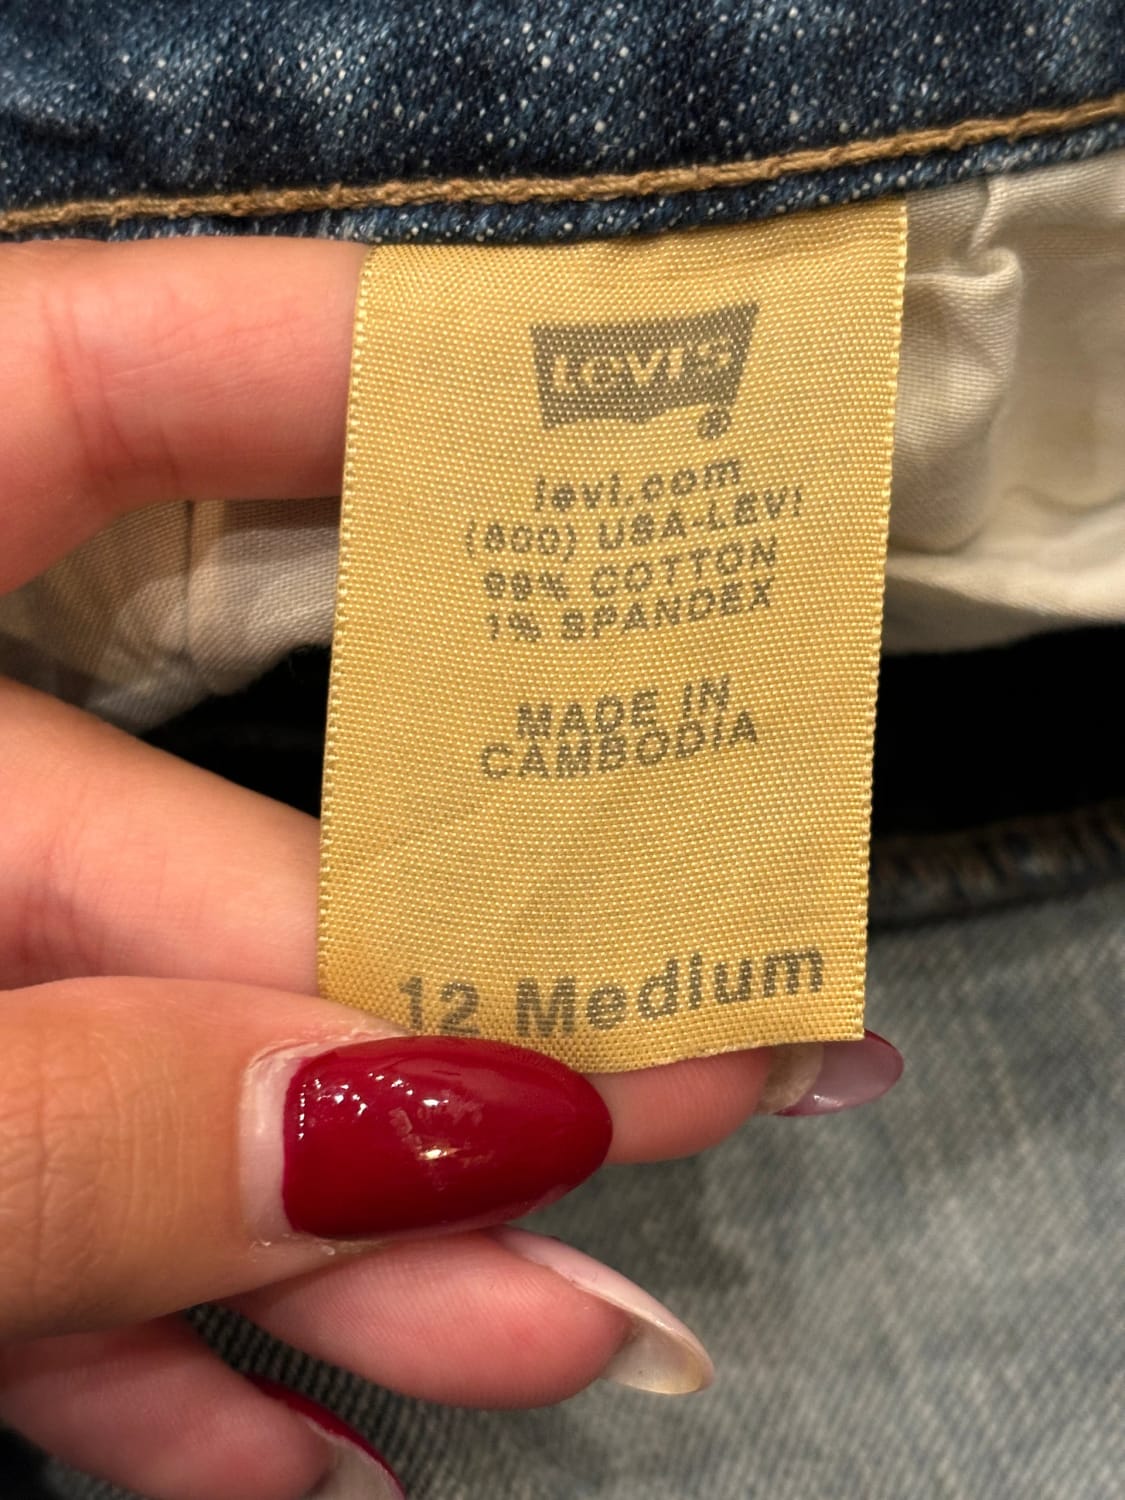 Levi's®
levi.com
(800) USA-LEVI
99% COTTON
1% SPANDEX
MADE IN
CAMBODIA
12 Medium